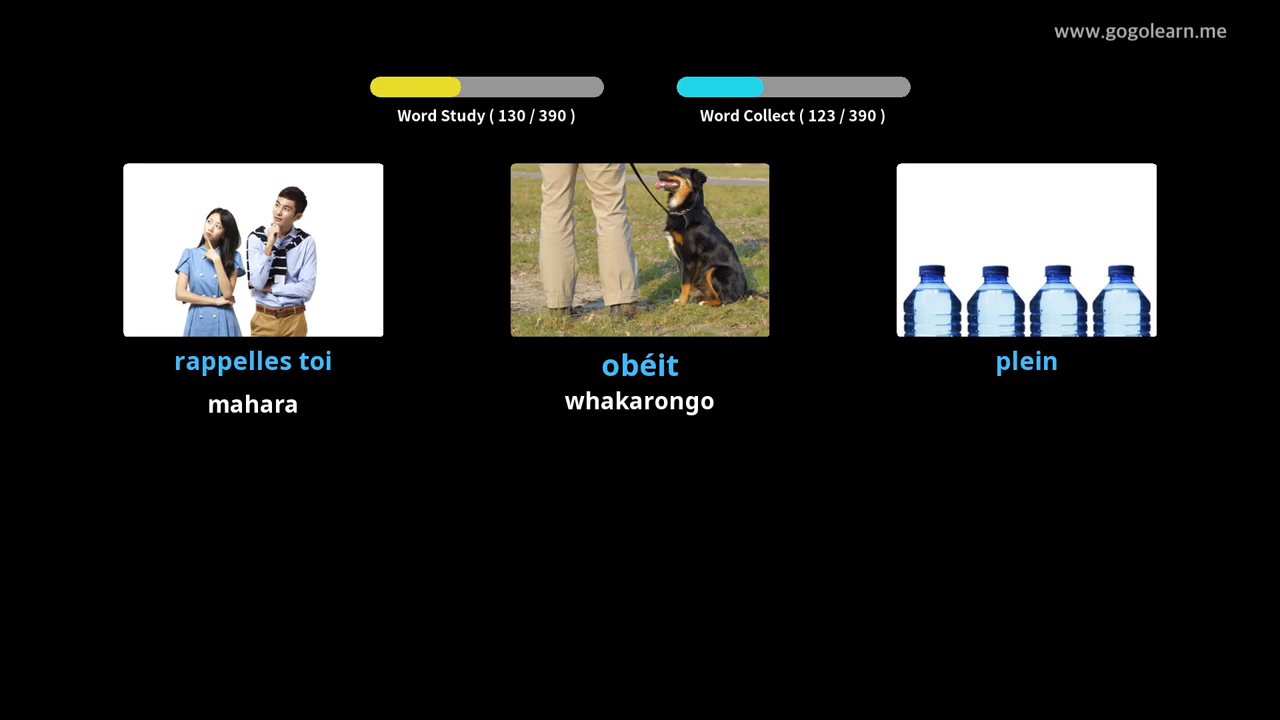 www.gogolearn.me
Word Study ( 130 / 390 )
Word Collect ( 123 / 390 )
rappelles toi
mahara
obéit
whakarongo
plein